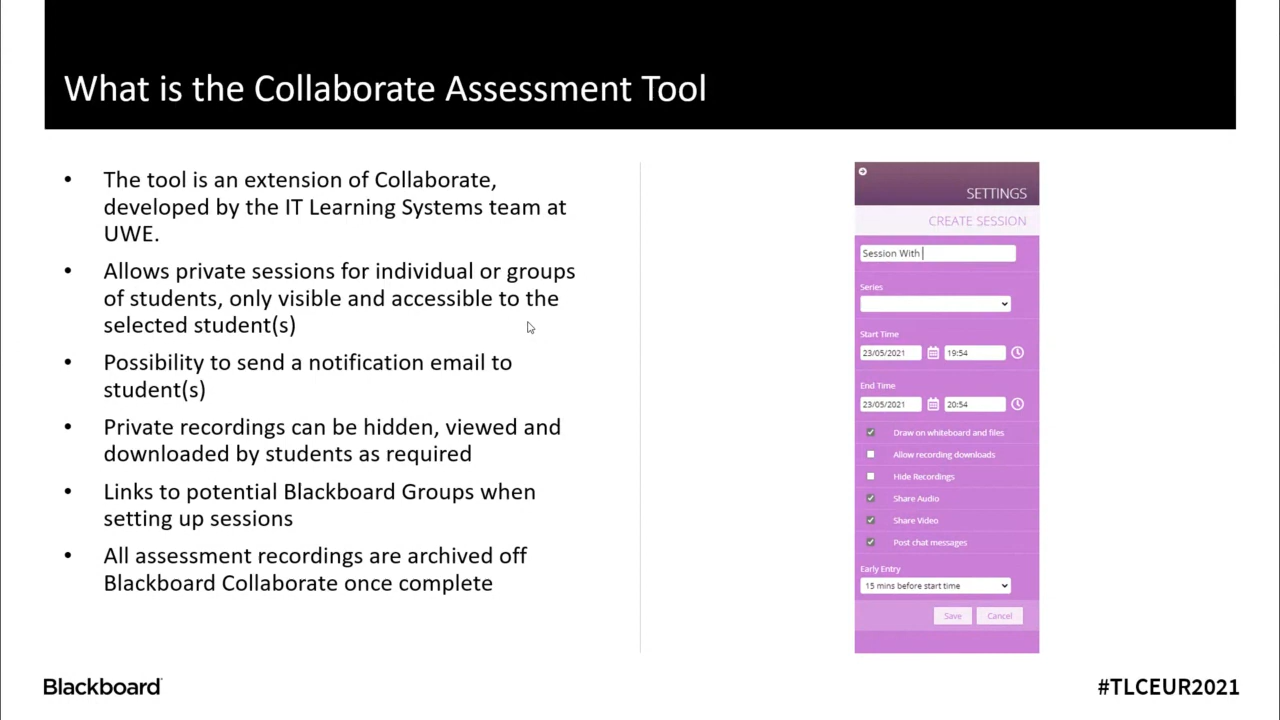 What is the Collaborate Assessment Tool
• The tool is an extension of Collaborate,
developed by the IT Learning Systems team at
UWE.
• Allows private sessions for individual or groups
of students, only visible and accessible to the
selected student(s)
• Possibility to send a notification email to
student(s)
• Private recordings can be hidden, viewed and
downloaded by students as required
• Links to potential Blackboard Groups when
setting up sessions
• All assessment recordings are archived off
Blackboard Collaborate once complete
SETTINGS
CREATE SESSION
Session With
Series
Start Time
23/05/2021 19:54
End Time
23/05/2021 20:54
Draw on whiteboard and files
Allow recording downloads
Hide Recordings
Share Audio
Share Video
Post chat messages
Early Entry
15 mins before start time
Save Cancel
Blackboard
#TLCEUR2021